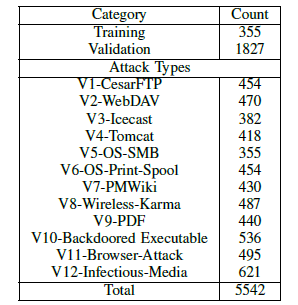 Category Count
Training 355
Validation 1827
Attack Types
V1-CesarFTP 454
V2-WebDAV 470
V3-Icecast 382
V4-Tomcat 418
V5-OS-SMB 355
V6-OS-Print-Spool 454
V7-PMWiki 430
V8-Wireless-Karma 487
V9-PDF 440
V10-Backdoored Executable 536
V11-Browser-Attack 495
V12-Infectious-Media 621
Total 5542